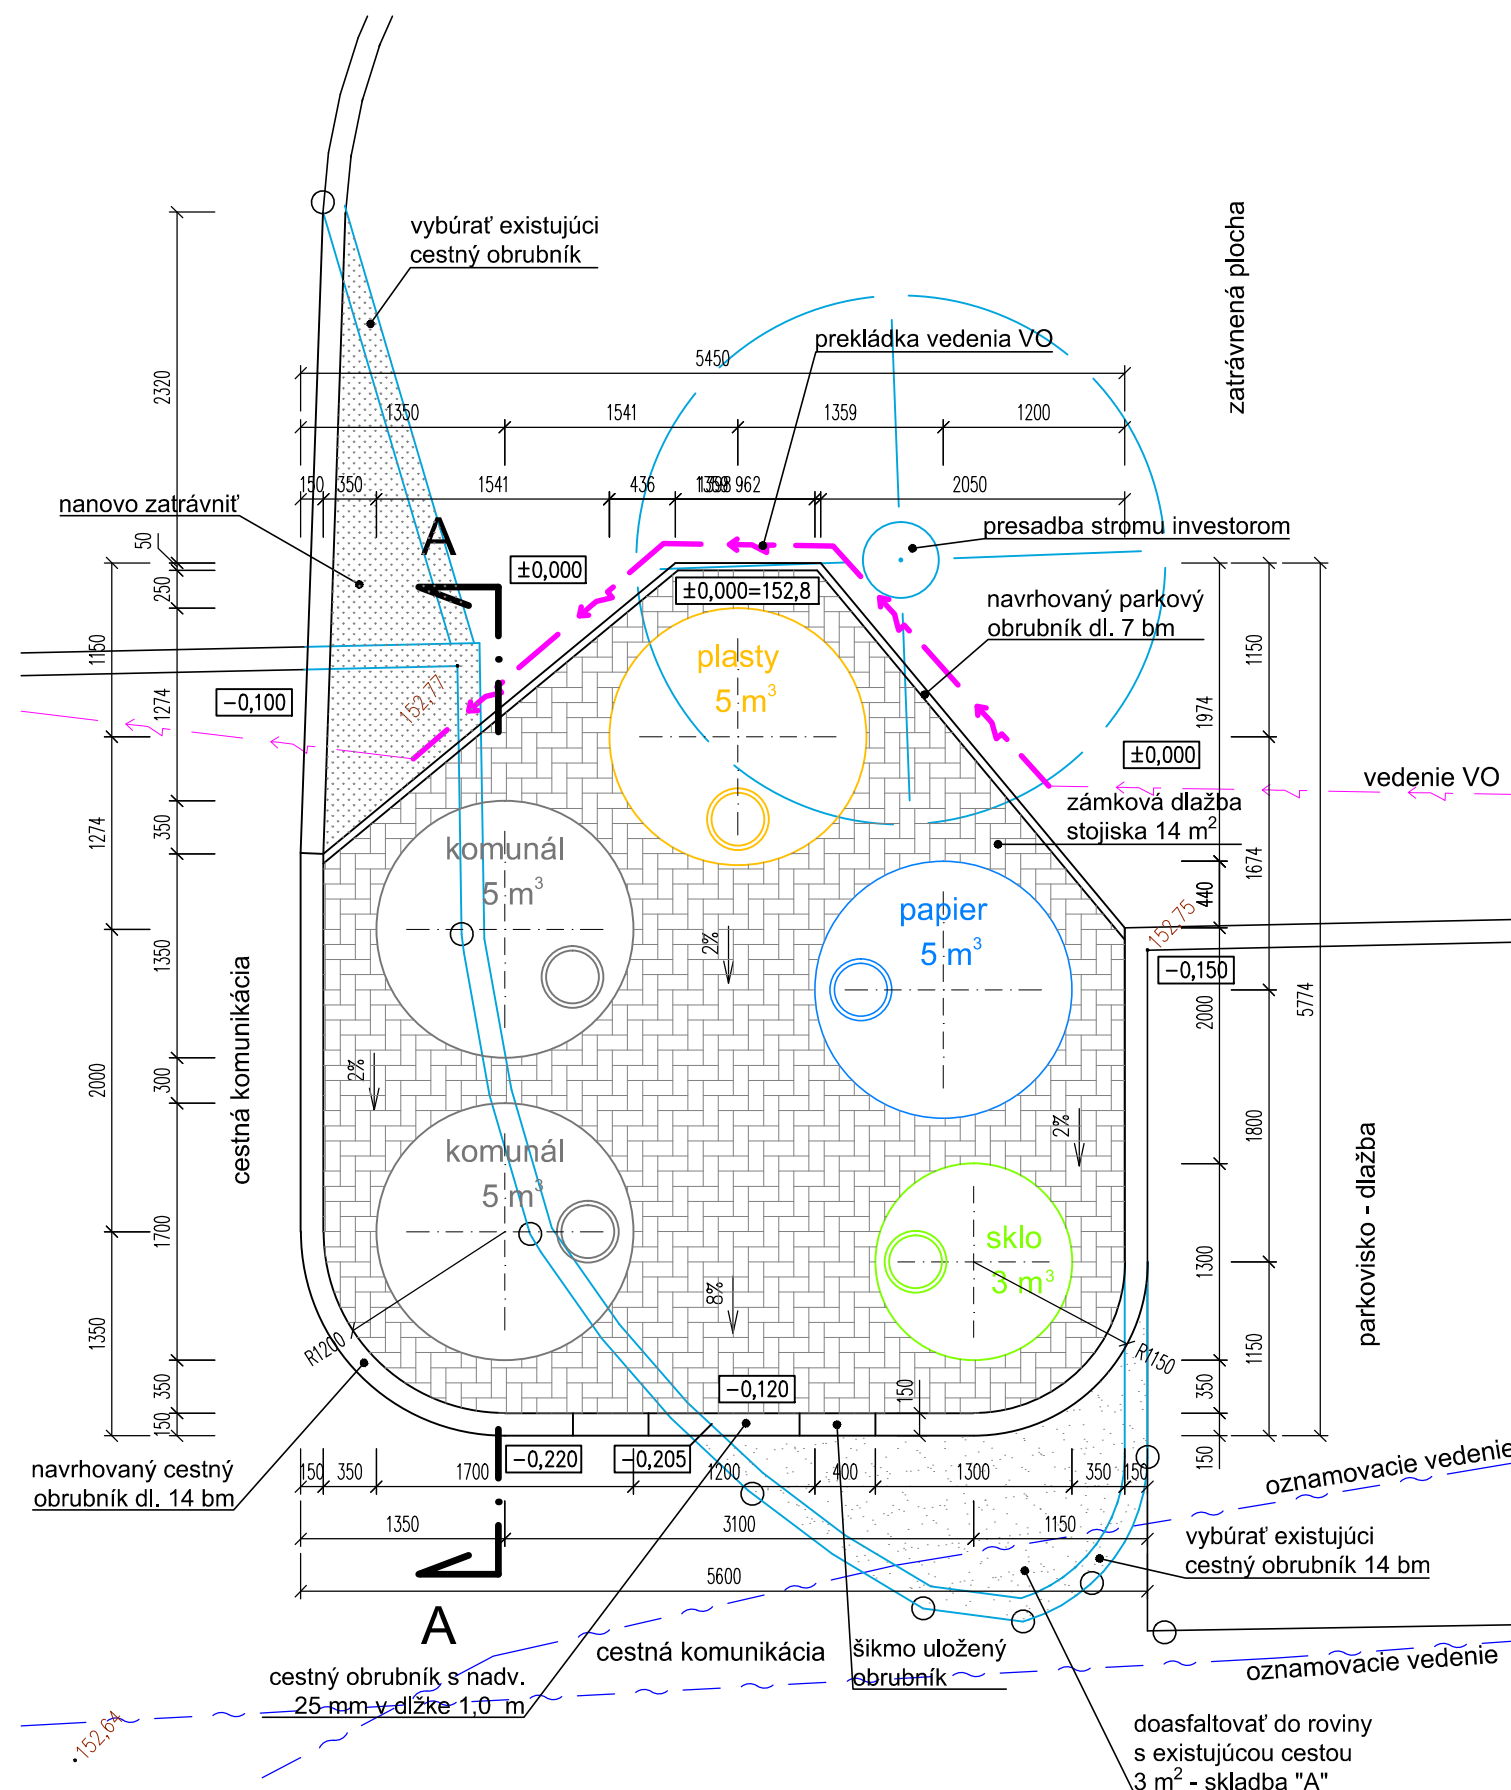 vybúrať existujúci
cestný obrubník
zatrávnená plocha
prekládka vedenia VO
5450
1350
1541
1359
1200
150
350
1541
436
962
2050
2320
nanovo zatrávniť
A
presadba stromu investorom
±0,000
±0,000=152,8
navrhovaný parkový
obrubník dl. 7 bm
50
250
1150
1274
350
1274
1350
2000
300
1700
1350
350
150
−0,100
152,77
plasty
5 m³
±0,000
vedenie VO
zámková dlažba
stojiska 14 m²
1150
1974
1674
440
152,75
−0,150
2000
5774
1800
1300
1150
350
150
komunál
5 m³
papier
5 m³
2%
2%
2%
8%
cestná komunikácia
komunál
5 m³
sklo
3 m³
parkovisko - dlažba
R1200
R1150
−0,120
150
−0,220
−0,205
navrhovaný cestný
obrubník dl. 14 bm
150
350
1700
1200
400
1300
350
150
1350
3100
1150
5600
oznamovacie vedenie
vybúrať existujúci
cestný obrubník 14 bm
A
cestná komunikácia
šikmo uložený
obrubník
oznamovacie vedenie
cestný obrubník s nadv.
25 mm v dĺžke 1,0 m
152,64
doasfaltovať do roviny
s existujúcou cestou
3 m² - skladba "A"